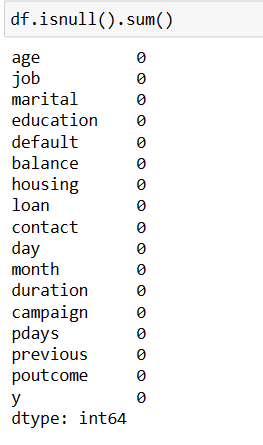 df.isnull().sum()
age 0
job 0
marital 0
education 0
default 0
balance 0
housing 0
loan 0
contact 0
day 0
month 0
duration 0
campaign 0
pdays 0
previous 0
poutcome 0
y 0
dtype: int64